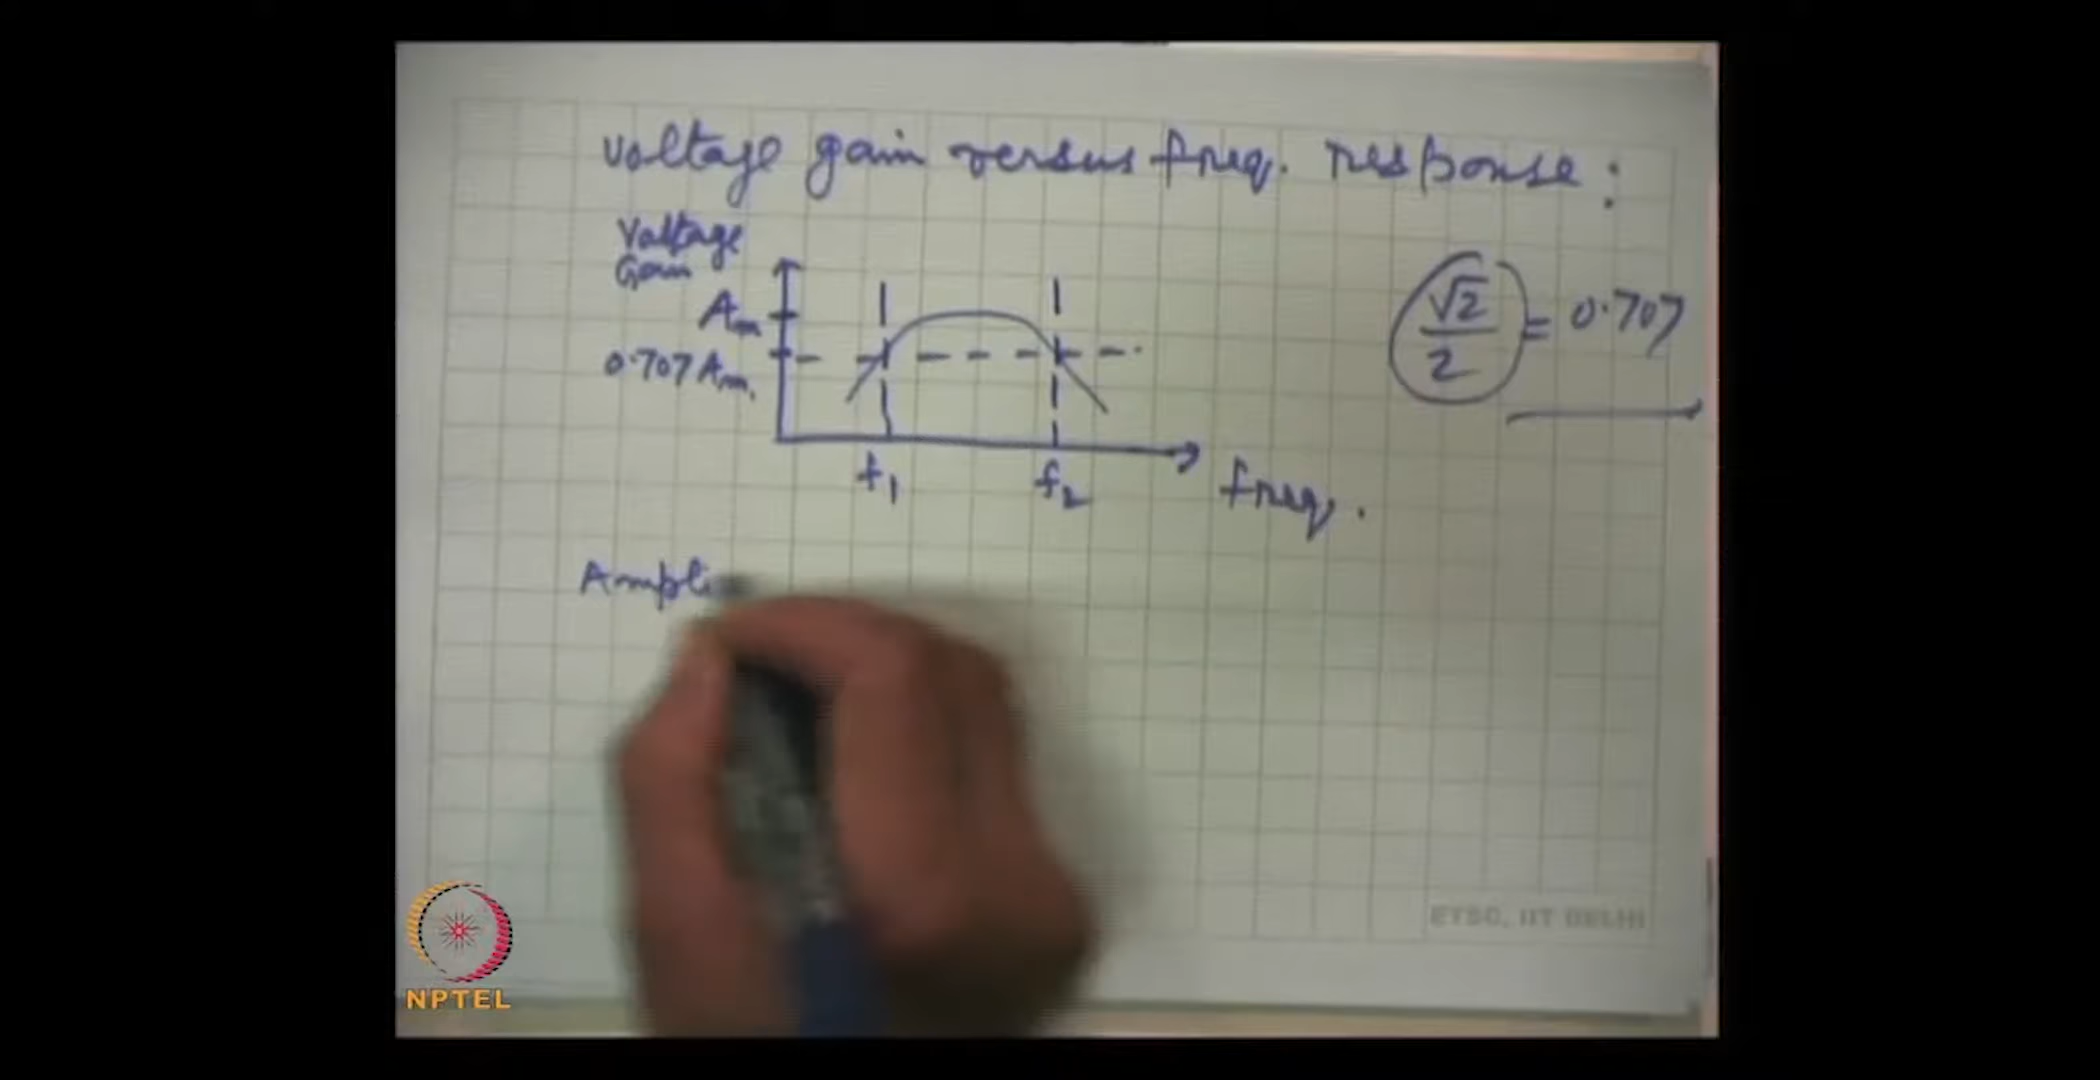 voltage gain versus freq. response:
Voltage
Gain
Am
0.707 Am.
√2/2 = 0.707
f1
f2
freq.
Ampli
ETSC, IIT DELHI
NPTEL